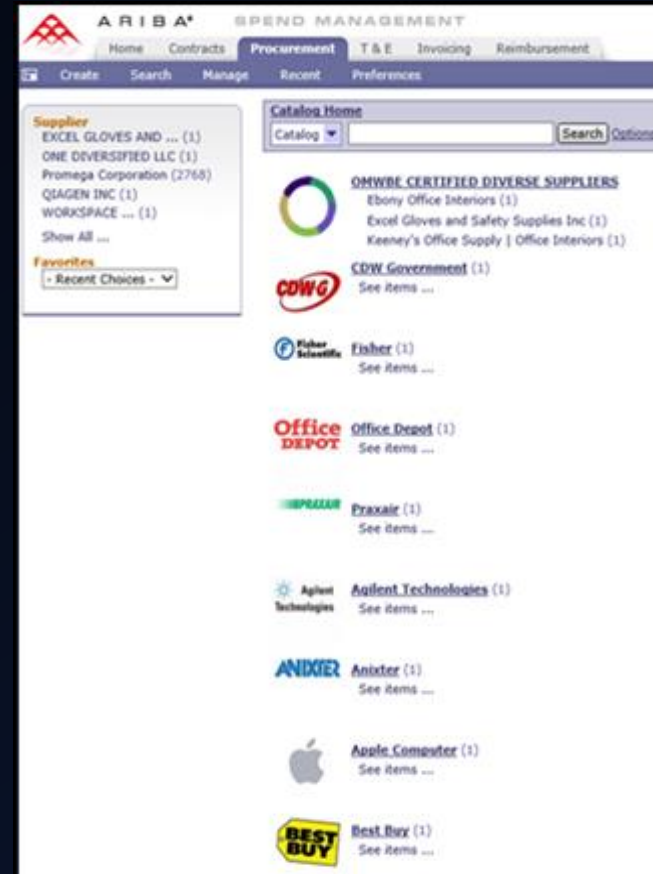 ARIBA SPEND MANAGEMENT
Home Contracts Procurement T & E Invoicing Reimbursement
Create Search Manage Recent Preferences
Supplier
EXCEL GLOVES AND ... (1)
ONE DIVERSIFIED LLC (1)
Promega Corporation (2768)
QIAGEN INC (1)
WORKSPACE ... (1)
Show All ...
Favorites
- Recent Choices -
Catalog Home
Catalog Search Options
OMWBE CERTIFIED DIVERSE SUPPLIERS
Ebony Office Interiors (1)
Excel Gloves and Safety Supplies Inc (1)
Keeney's Office Supply | Office Interiors (1)
CDW-G
CDW Government (1)
See items ...
Fisher Scientific
Fisher (1)
See items ...
Office DEPOT
Office Depot (1)
See items ...
PRAXAIR
Praxair (1)
See items ...
Agilent Technologies
Agilent Technologies (1)
See items ...
ANIXTER
Anixter (1)
See items ...
Apple Computer (1)
See items ...
BEST BUY
Best Buy (1)
See items ...